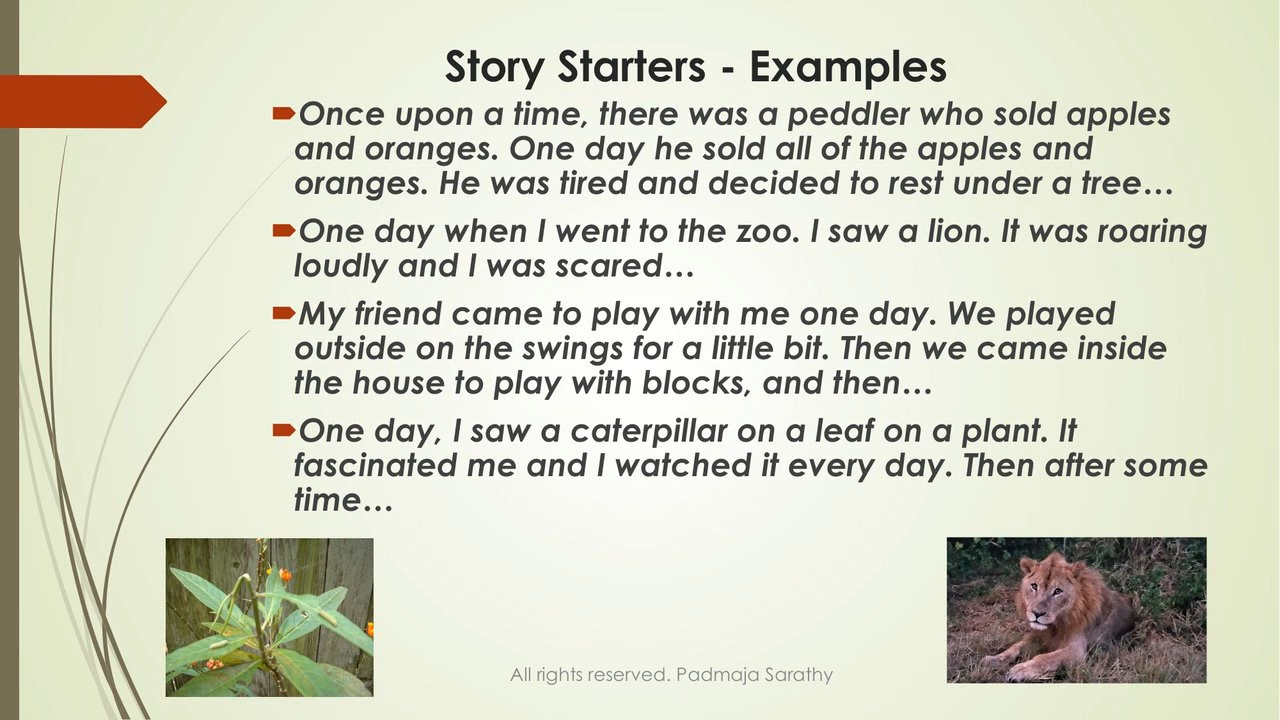 Story Starters - Examples
Once upon a time, there was a peddler who sold apples
and oranges. One day he sold all of the apples and
oranges. He was tired and decided to rest under a tree…
One day when I went to the zoo. I saw a lion. It was roaring
loudly and I was scared…
My friend came to play with me one day. We played
outside on the swings for a little bit. Then we came inside
the house to play with blocks, and then…
One day, I saw a caterpillar on a leaf on a plant. It
fascinated me and I watched it every day. Then after some
time…
All rights reserved. Padmaja Sarathy